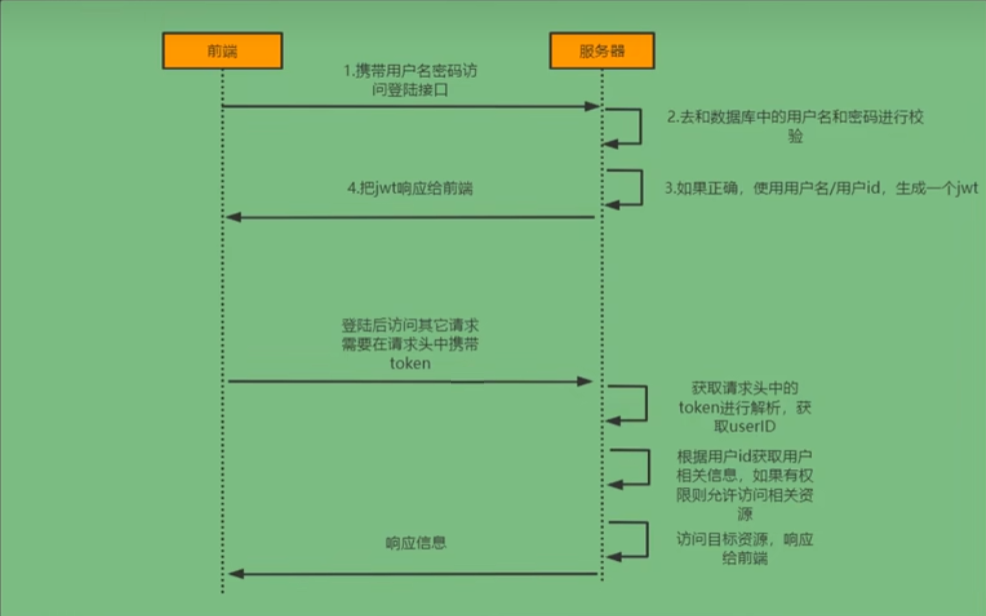 前端
服务器
1.携带用户名密码访
问登陆接口
2.去和数据库中的用户名和密码进行校
验
3.如果正确，使用用户名/用户id，生成一个jwt
4.把jwt响应给前端
登陆后访问其它请求
需要在请求头中携带
token
获取请求头中的
token进行解析，获
取userID
根据用户id获取用户
相关信息，如果有权
限则允许访问相关资
源
访问目标资源，响应
给前端
响应信息